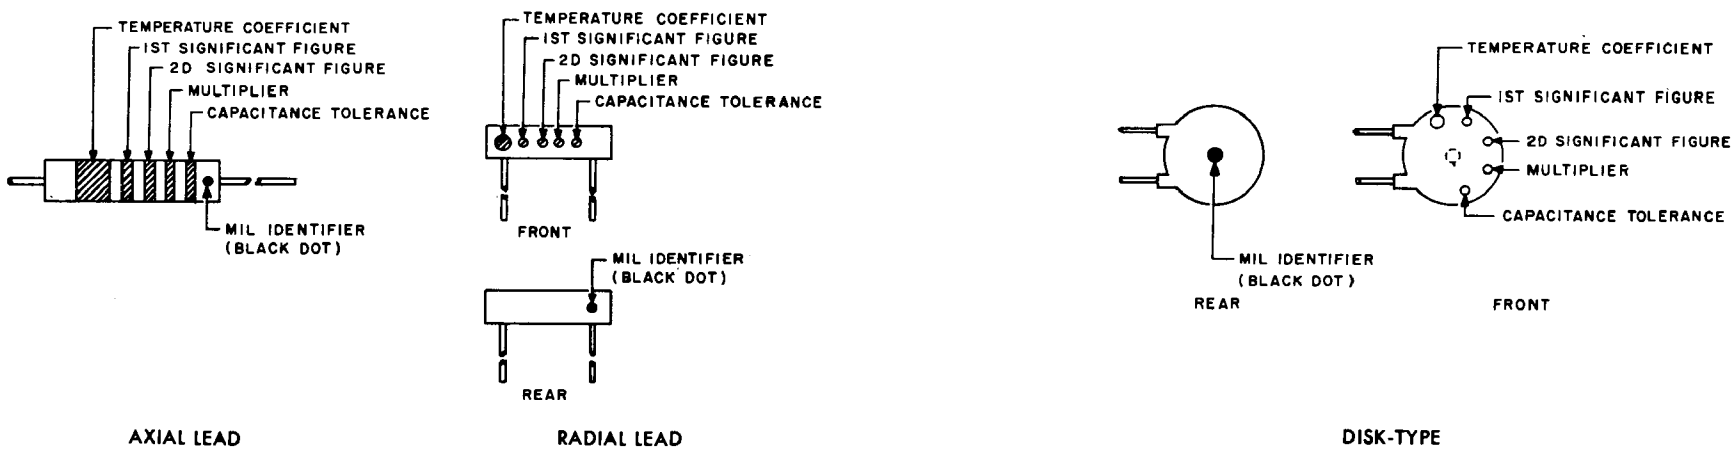 TEMPERATURE COEFFICIENT
1ST SIGNIFICANT FIGURE
2D SIGNIFICANT FIGURE
MULTIPLIER
CAPACITANCE TOLERANCE
MIL IDENTIFIER
(BLACK DOT)
AXIAL LEAD
TEMPERATURE COEFFICIENT
1ST SIGNIFICANT FIGURE
2D SIGNIFICANT FIGURE
MULTIPLIER
CAPACITANCE TOLERANCE
FRONT
MIL IDENTIFIER
(BLACK DOT)
REAR
RADIAL LEAD
MIL IDENTIFIER
(BLACK DOT)
REAR
TEMPERATURE COEFFICIENT
1ST SIGNIFICANT FIGURE
2D SIGNIFICANT FIGURE
MULTIPLIER
CAPACITANCE TOLERANCE
FRONT
DISK-TYPE